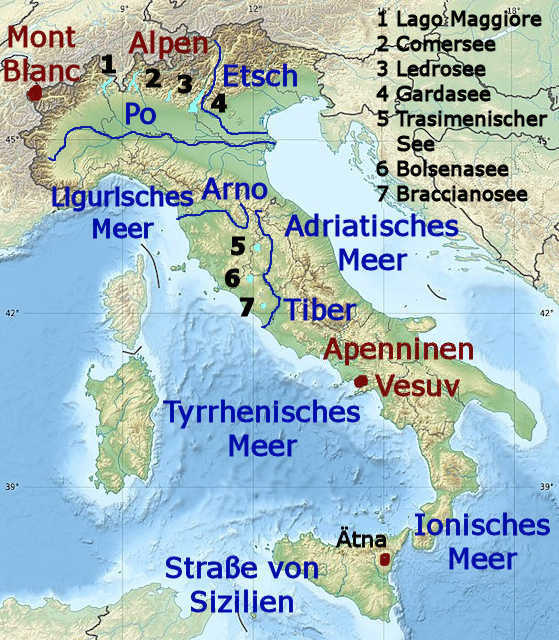 9°
12°
18°
Mont
Blanc
Alpen
1
2
3
4
Etsch
Po
1 Lago Maggiore
2 Comersee
3 Ledrosee
4 Gardasee
5 Trasimenischer
See
6 Bolsenasee
7 Braccianosee
45°
Ligurisches
Meer
Arno
Adriatisches
Meer
5
6
7
Tiber
42°
42°
Apenninen
Vesuv
Tyrrhenisches
Meer
39°
39°
Ätna
Ionisches
Meer
Straße von
Sizilien